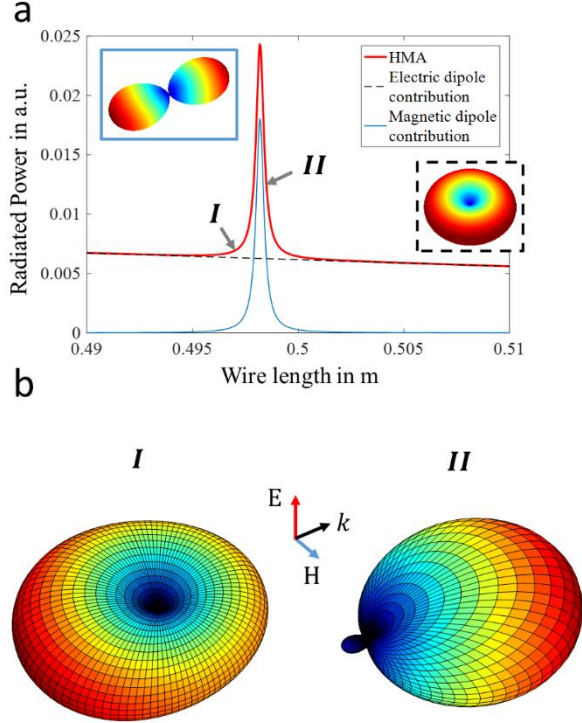 a
0.025
0.02
0.015
0.01
0.005
0
Radiated Power in a.u.
HMA
Electric dipole
contribution
Magnetic dipole
contribution
I
II
0.49
0.495
0.5
0.505
0.51
Wire length in m
b
I
II
E
k
H